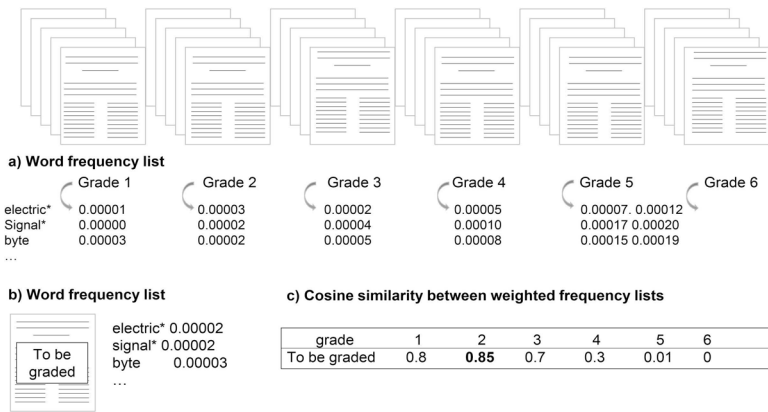 a) Word frequency list
Grade 1 Grade 2 Grade 3 Grade 4 Grade 5 Grade 6
electric* 0.00001 0.00003 0.00002 0.00005 0.00007. 0.00012
Signal* 0.00000 0.00002 0.00004 0.00010 0.00017 0.00020
byte 0.00003 0.00002 0.00005 0.00008 0.00015 0.00019
...
b) Word frequency list
To be
graded
electric* 0.00002
signal* 0.00002
byte 0.00003
...
c) Cosine similarity between weighted frequency lists
grade 1 2 3 4 5 6
To be graded 0.8 0.85 0.7 0.3 0.01 0